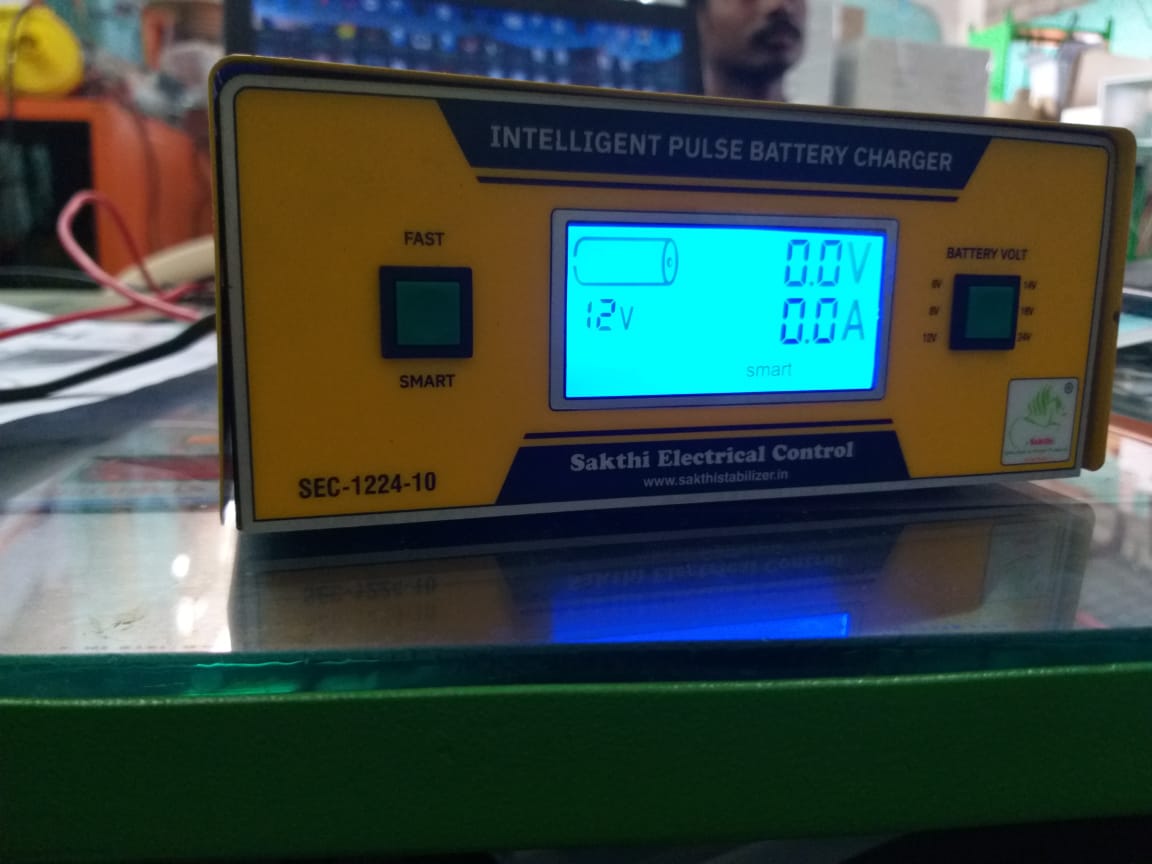 INTELLIGENT PULSE BATTERY CHARGER
FAST
SMART
0.0V
12V
0.0A
smart
BATTERY VOLT
6V 14V
8V 16V
12V 24V
Sakthi
Sakthi Electrical Control
www.sakthistabilizer.in
SEC-1224-10